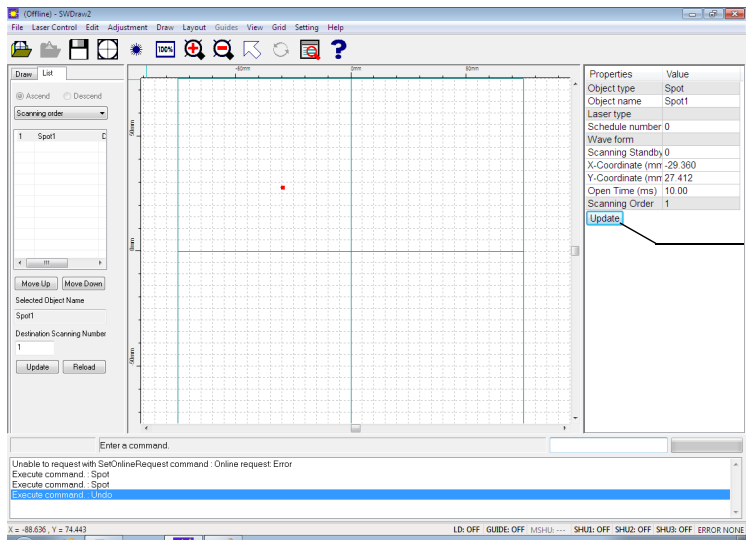 (Offline) - SWDraw2
File Laser Control Edit Adjustment Draw Layout Guides View Grid Setting Help
100%
Draw List
Ascend Descend
Scanning order
1 Spot1 D
Move Up Move Down
Selected Object Name
Spot1
Destination Scanning Number
1
Update Reload
-50mm 0mm 50mm
50mm
0mm
-50mm
Properties Value
Object type Spot
Object name Spot1
Laser type
Schedule number 0
Wave form
Scanning Standby 0
X-Coordinate (mm -29.360
Y-Coordinate (mm 27.412
Open Time (ms) 10.00
Scanning Order 1
Update
Enter a command.
Unable to request with SetOnlineRequest command : Online request: Error
Execute command. : Spot
Execute command. : Spot
Execute command. : Undo
X = -88.636 , Y = 74.443
LD: OFF GUIDE: OFF MSHU: --- SHU1: OFF SHU2: OFF SHU3: OFF ERROR NONE